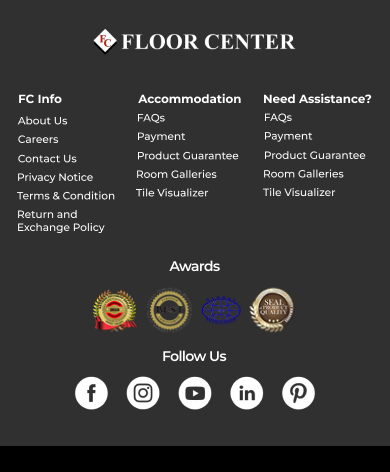 FC FLOOR CENTER
FC Info
About Us
Careers
Contact Us
Privacy Notice
Terms & Condition
Return and
Exchange Policy
Accommodation
FAQs
Payment
Product Guarantee
Room Galleries
Tile Visualizer
Need Assistance?
FAQs
Payment
Product Guarantee
Room Galleries
Tile Visualizer
Awards
SEAL
of PRODUCT
QUALITY
Follow Us